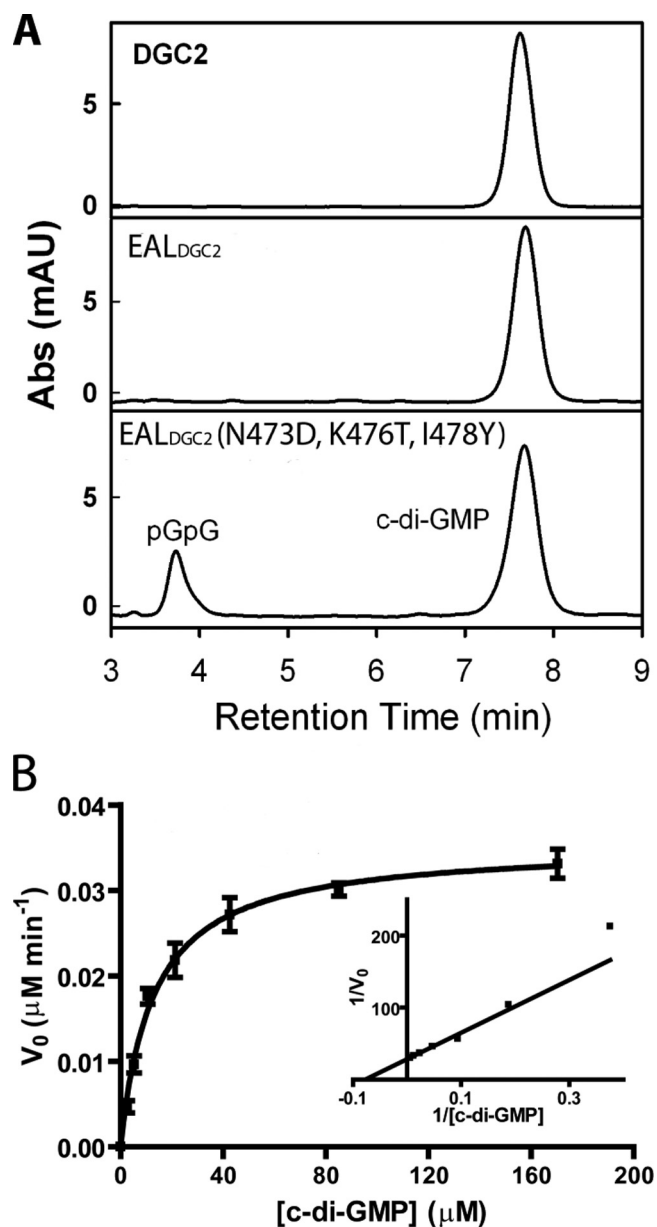 A
DGC2
5
0
EALDGC2
5
0
EALDGC2 (N473D, K476T, I478Y)
5
0
pGpG
c-di-GMP
Abs (mAU)
3 4 5 6 7 8 9
Retention Time (min)
B
0.04
0.03
0.02
0.01
0.00
V0 (μM min-1)
0 40 80 120 160 200
[c-di-GMP] (μM)
200
100
1/V0
-0.1 0.1 0.3
1/[c-di-GMP]